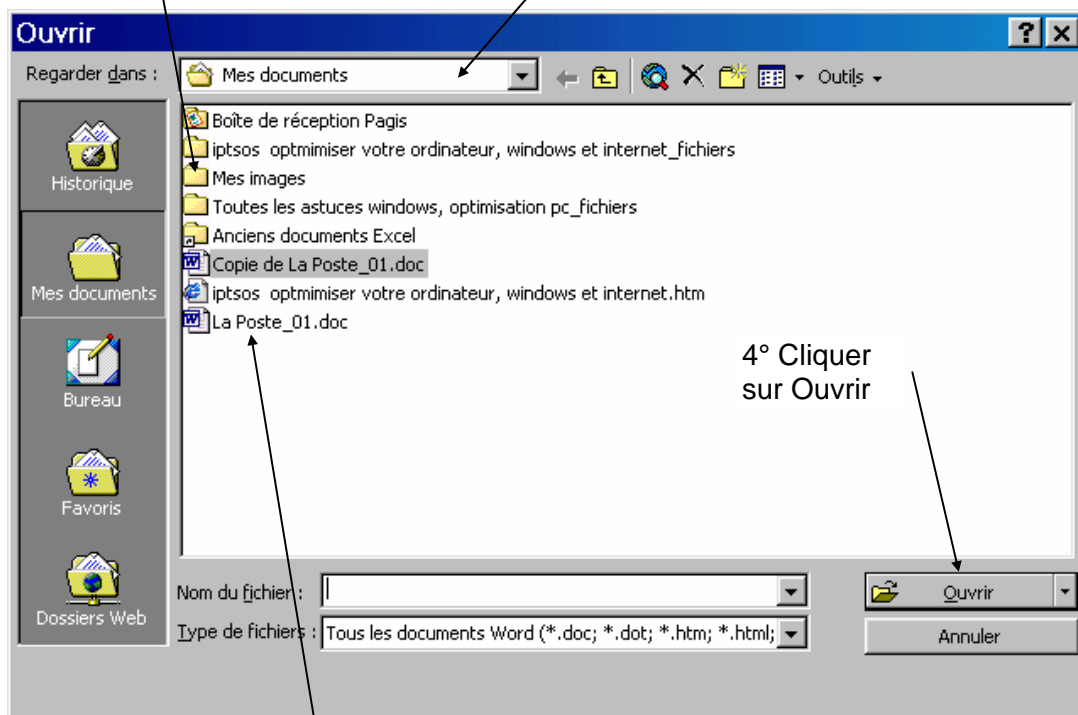 Ouvrir
Regarder dans :
Mes documents
Outils
Historique
Mes documents
Bureau
Favoris
Dossiers Web
Boîte de réception Pagis
iptsos optmimiser votre ordinateur, windows et internet_fichiers
Mes images
Toutes les astuces windows, optimisation pc_fichiers
Anciens documents Excel
Copie de La Poste_01.doc
iptsos optmimiser votre ordinateur, windows et internet.htm
La Poste_01.doc
4° Cliquer
sur Ouvrir
Nom du fichier :
Ouvrir
Type de fichiers :
Tous les documents Word (*.doc; *.dot; *.htm; *.html;
Annuler